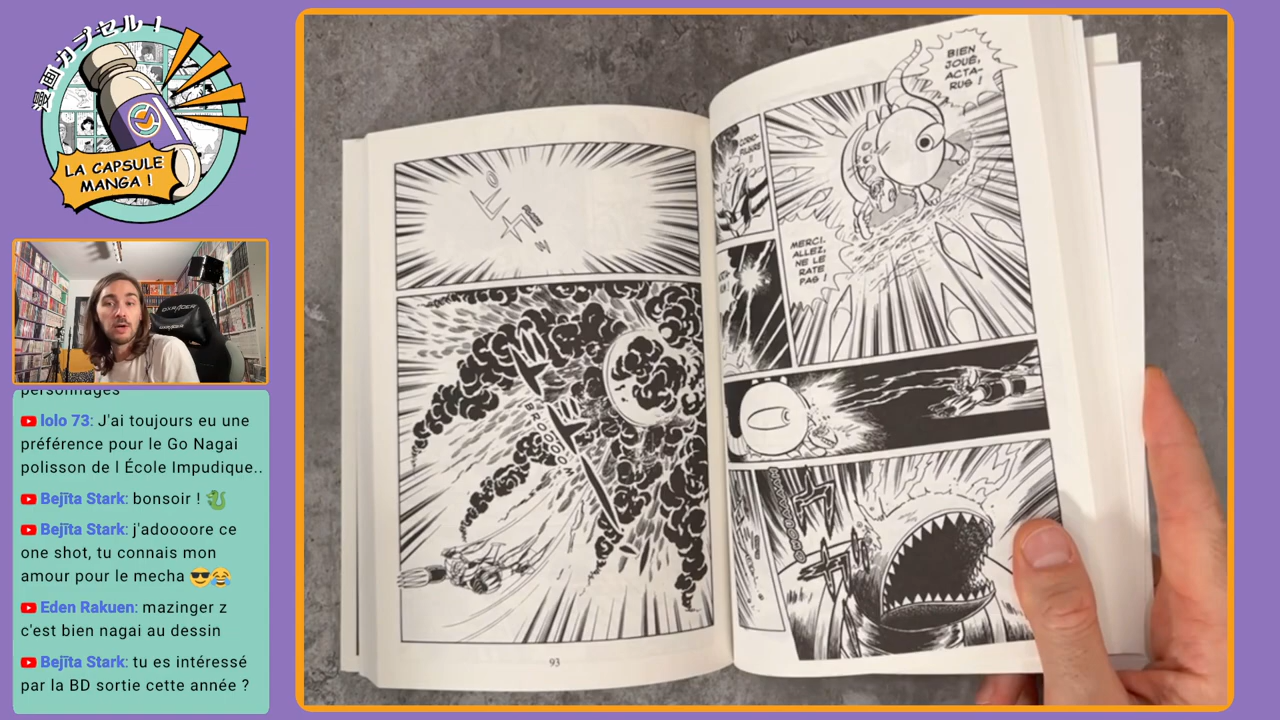 漫画カプセル！
LA CAPSULE
MANGA !
personnages
lolo 73: J'ai toujours eu une
préférence pour le Go Nagai
polisson de l École Impudique..
Bejīta Stark: bonsoir !
Bejīta Stark: j'adoooore ce
one shot, tu connais mon
amour pour le mecha
Eden Rakuen: mazinger z
c'est bien nagai au dessin
Bejīta Stark: tu es intéressé
par la BD sortie cette année ?
93
BIEN
JOUÉ,
ACTA-
RUS !
MERCI.
ALLEZ,
NE LE
RATE
PAS !